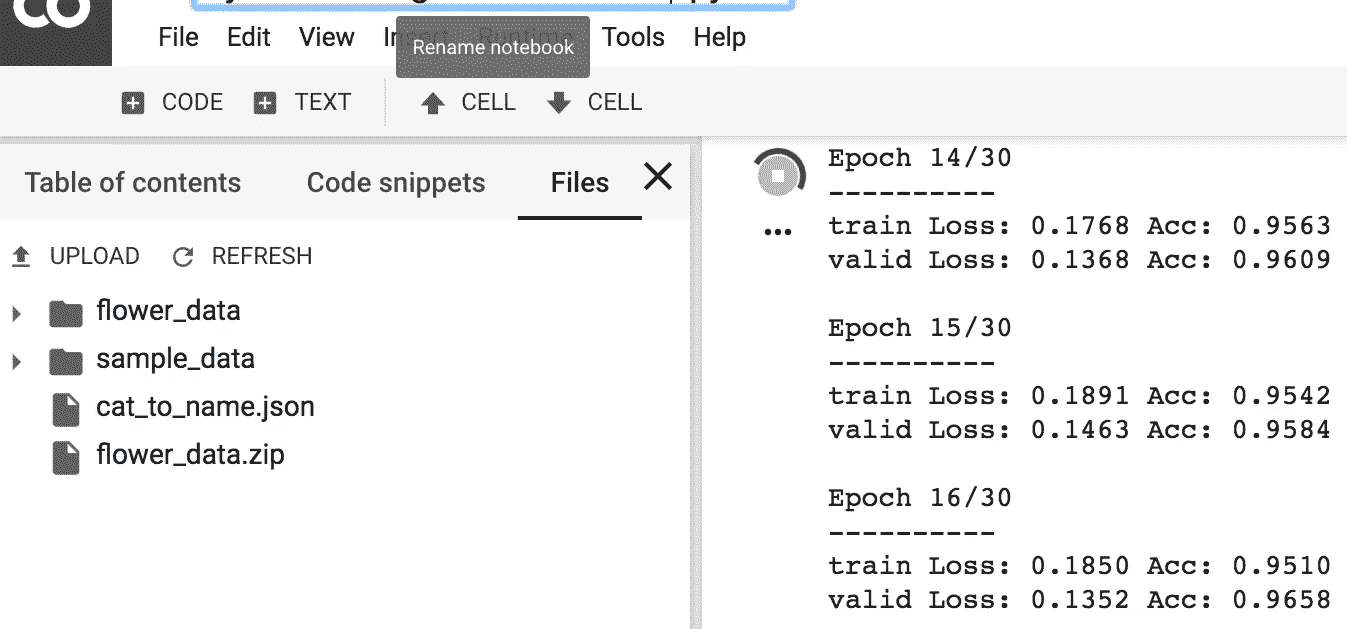 File Edit View Insert Runtime Tools Help
Rename notebook
CODE TEXT CELL CELL
Table of contents Code snippets Files
UPLOAD REFRESH
flower_data
sample_data
cat_to_name.json
flower_data.zip
Epoch 14/30
----------
train Loss: 0.1768 Acc: 0.9563
valid Loss: 0.1368 Acc: 0.9609
Epoch 15/30
----------
train Loss: 0.1891 Acc: 0.9542
valid Loss: 0.1463 Acc: 0.9584
Epoch 16/30
----------
train Loss: 0.1850 Acc: 0.9510
valid Loss: 0.1352 Acc: 0.9658